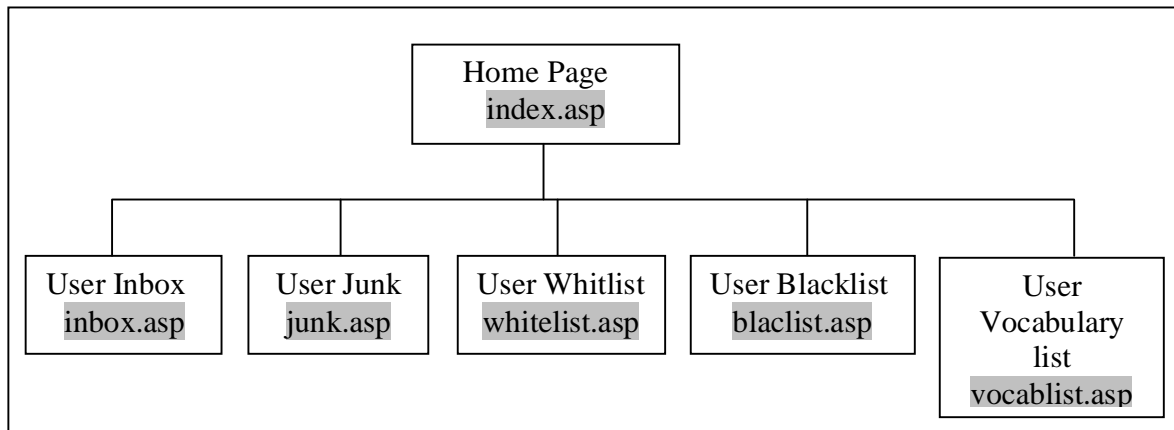 Home Page
index.asp
User Inbox
inbox.asp
User Junk
junk.asp
User Whitlist
whitelist.asp
User Blacklist
blaclist.asp
User
Vocabulary
list
vocablist.asp